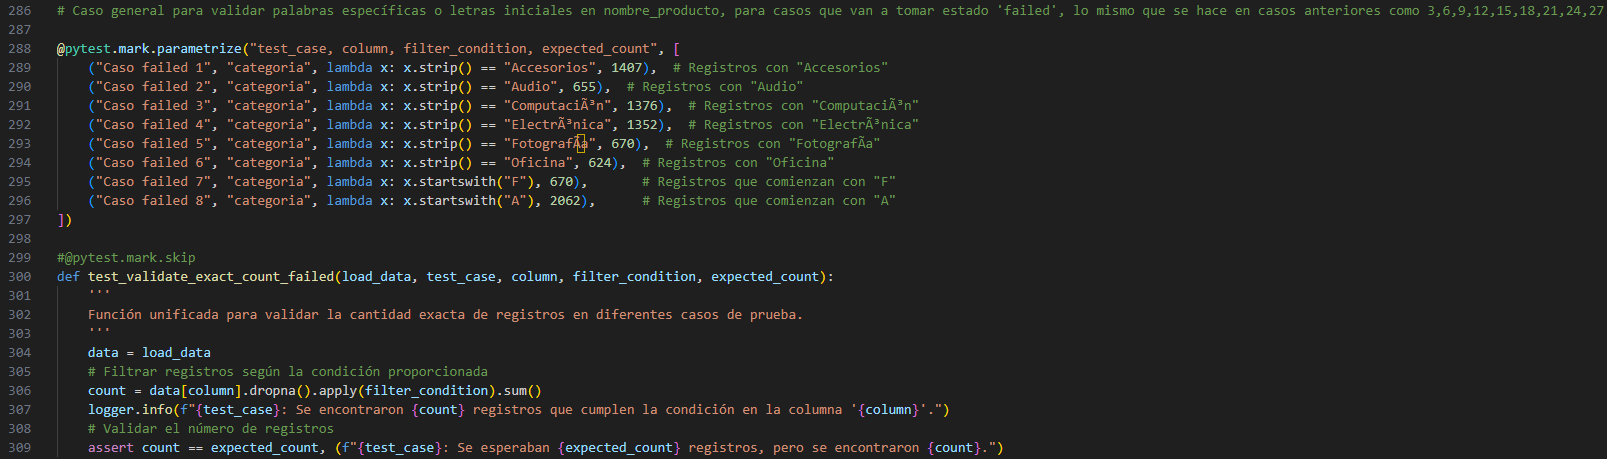 286 # Caso general para validar palabras específicas o letras iniciales en nombre_producto, para casos que van a tomar estado 'failed', lo mismo que se hace en casos anteriores como 3,6,9,12,15,18,21,24,27
287
288 @pytest.mark.parametrize("test_case, column, filter_condition, expected_count", [
289     ("Caso failed 1", "categoria", lambda x: x.strip() == "Accesorios", 1407),  # Registros con "Accesorios"
290     ("Caso failed 2", "categoria", lambda x: x.strip() == "Audio", 655),  # Registros con "Audio"
291     ("Caso failed 3", "categoria", lambda x: x.strip() == "ComputaciÃ³n", 1376),  # Registros con "ComputaciÃ³n"
292     ("Caso failed 4", "categoria", lambda x: x.strip() == "ElectrÃ³nica", 1352),  # Registros con "ElectrÃ³nica"
293     ("Caso failed 5", "categoria", lambda x: x.strip() == "FotografÃ­a", 670),  # Registros con "FotografÃ­a"
294     ("Caso failed 6", "categoria", lambda x: x.strip() == "Oficina", 624),  # Registros con "Oficina"
295     ("Caso failed 7", "categoria", lambda x: x.startswith("F"), 670),       # Registros que comienzan con "F"
296     ("Caso failed 8", "categoria", lambda x: x.startswith("A"), 2062),      # Registros que comienzan con "A"
297 ])
298
299 #@pytest.mark.skip
300 def test_validate_exact_count_failed(load_data, test_case, column, filter_condition, expected_count):
301     '''
302     Función unificada para validar la cantidad exacta de registros en diferentes casos de prueba.
303     '''
304     data = load_data
305     # Filtrar registros según la condición proporcionada
306     count = data[column].dropna().apply(filter_condition).sum()
307     logger.info(f"{test_case}: Se encontraron {count} registros que cumplen la condición en la columna '{column}'.")
308     # Validar el número de registros
309     assert count == expected_count, (f"{test_case}: Se esperaban {expected_count} registros, pero se encontraron {count}.")